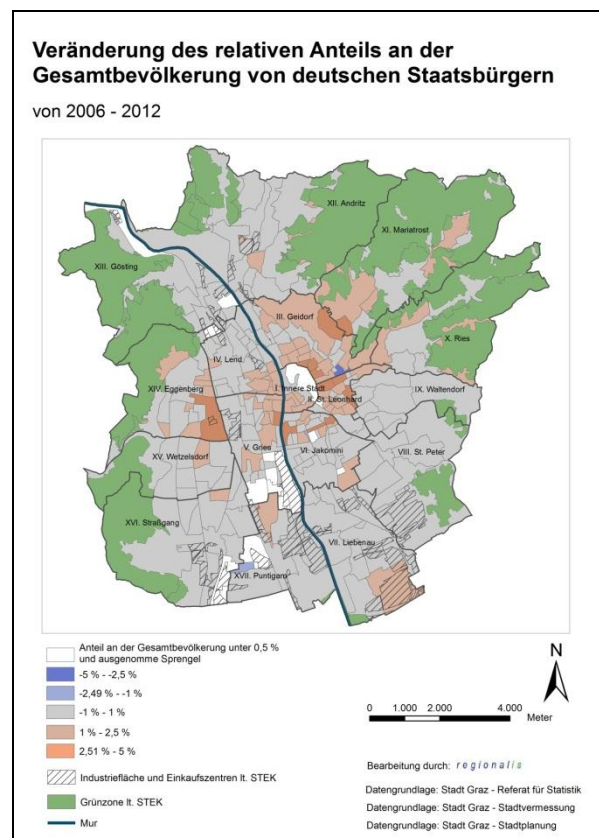 Veränderung des relativen Anteils an der
Gesamtbevölkerung von deutschen Staatsbürgern
von 2006 - 2012
XII. Andritz
XI. Mariatrost
XIII. Gösting
III. Geidorf
X. Ries
IV. Lend
XIV. Eggenberg
I. Innere Stadt
II. St. Leonhard
IX. Waltendorf
V. Gries
VI. Jakomini
VIII. St. Peter
XV. Wetzelsdorf
XVI. Straßgang
VII. Liebenau
XVII. Puntigam
Anteil an der Gesamtbevölkerung unter 0,5 %
und ausgenomme Sprengel
-5 % - -2,5 %
-2,49 % - -1 %
-1 % - 1 %
1 % - 2,5 %
2,51 % - 5 %
Industriefläche und Einkaufszentren lt. STEK
Grünzone lt. STEK
Mur
N
0 1.000 2.000 4.000
Meter
Bearbeitung durch: regionalis
Datengrundlage: Stadt Graz - Referat für Statistik
Datengrundlage: Stadt Graz - Stadtvermessung
Datengrundlage: Stadt Graz - Stadtplanung